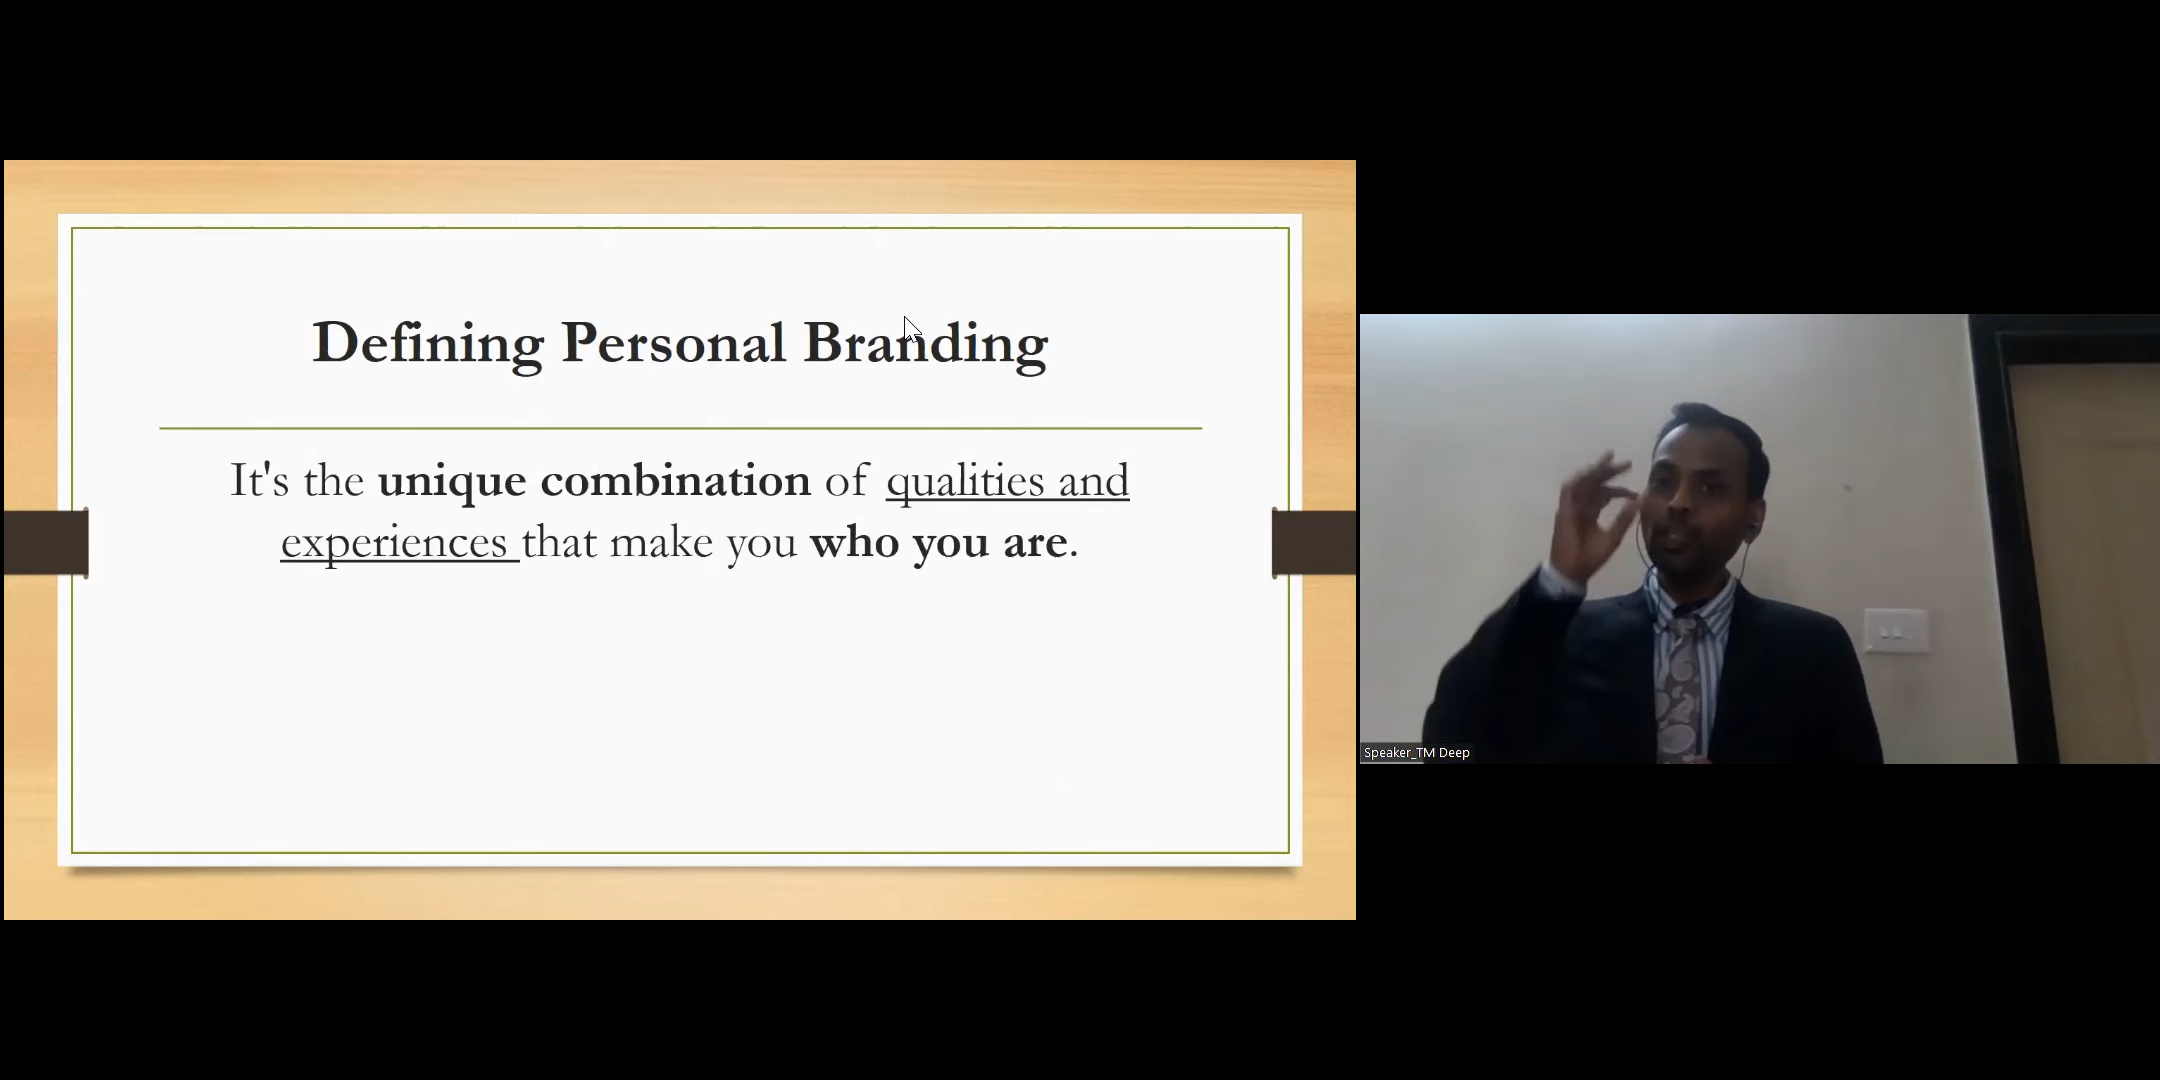 Defining Personal Branding
It's the unique combination of qualities and
experiences that make you who you are.
Speaker_TM Deep